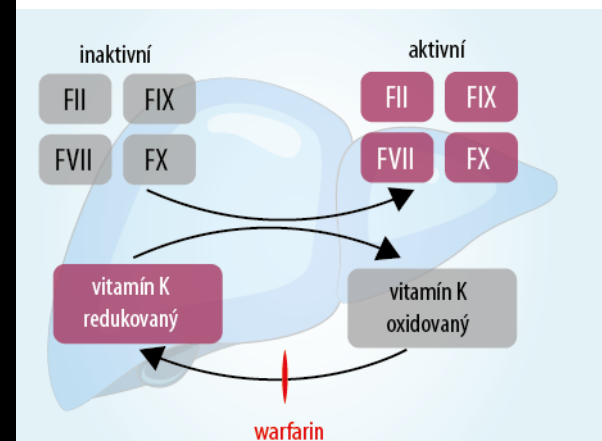 inaktivní
aktivní
FII
FIX
FII
FIX
FVII
FX
FVII
FX
vitamín K
redukovaný
vitamín K
oxidovaný
warfarin